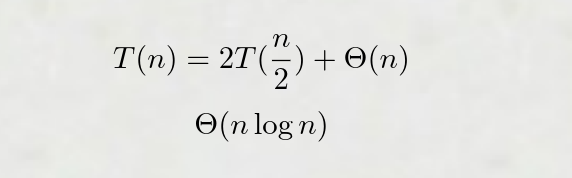 T(n) = 2T(n/2) + Θ(n)
Θ(n log n)